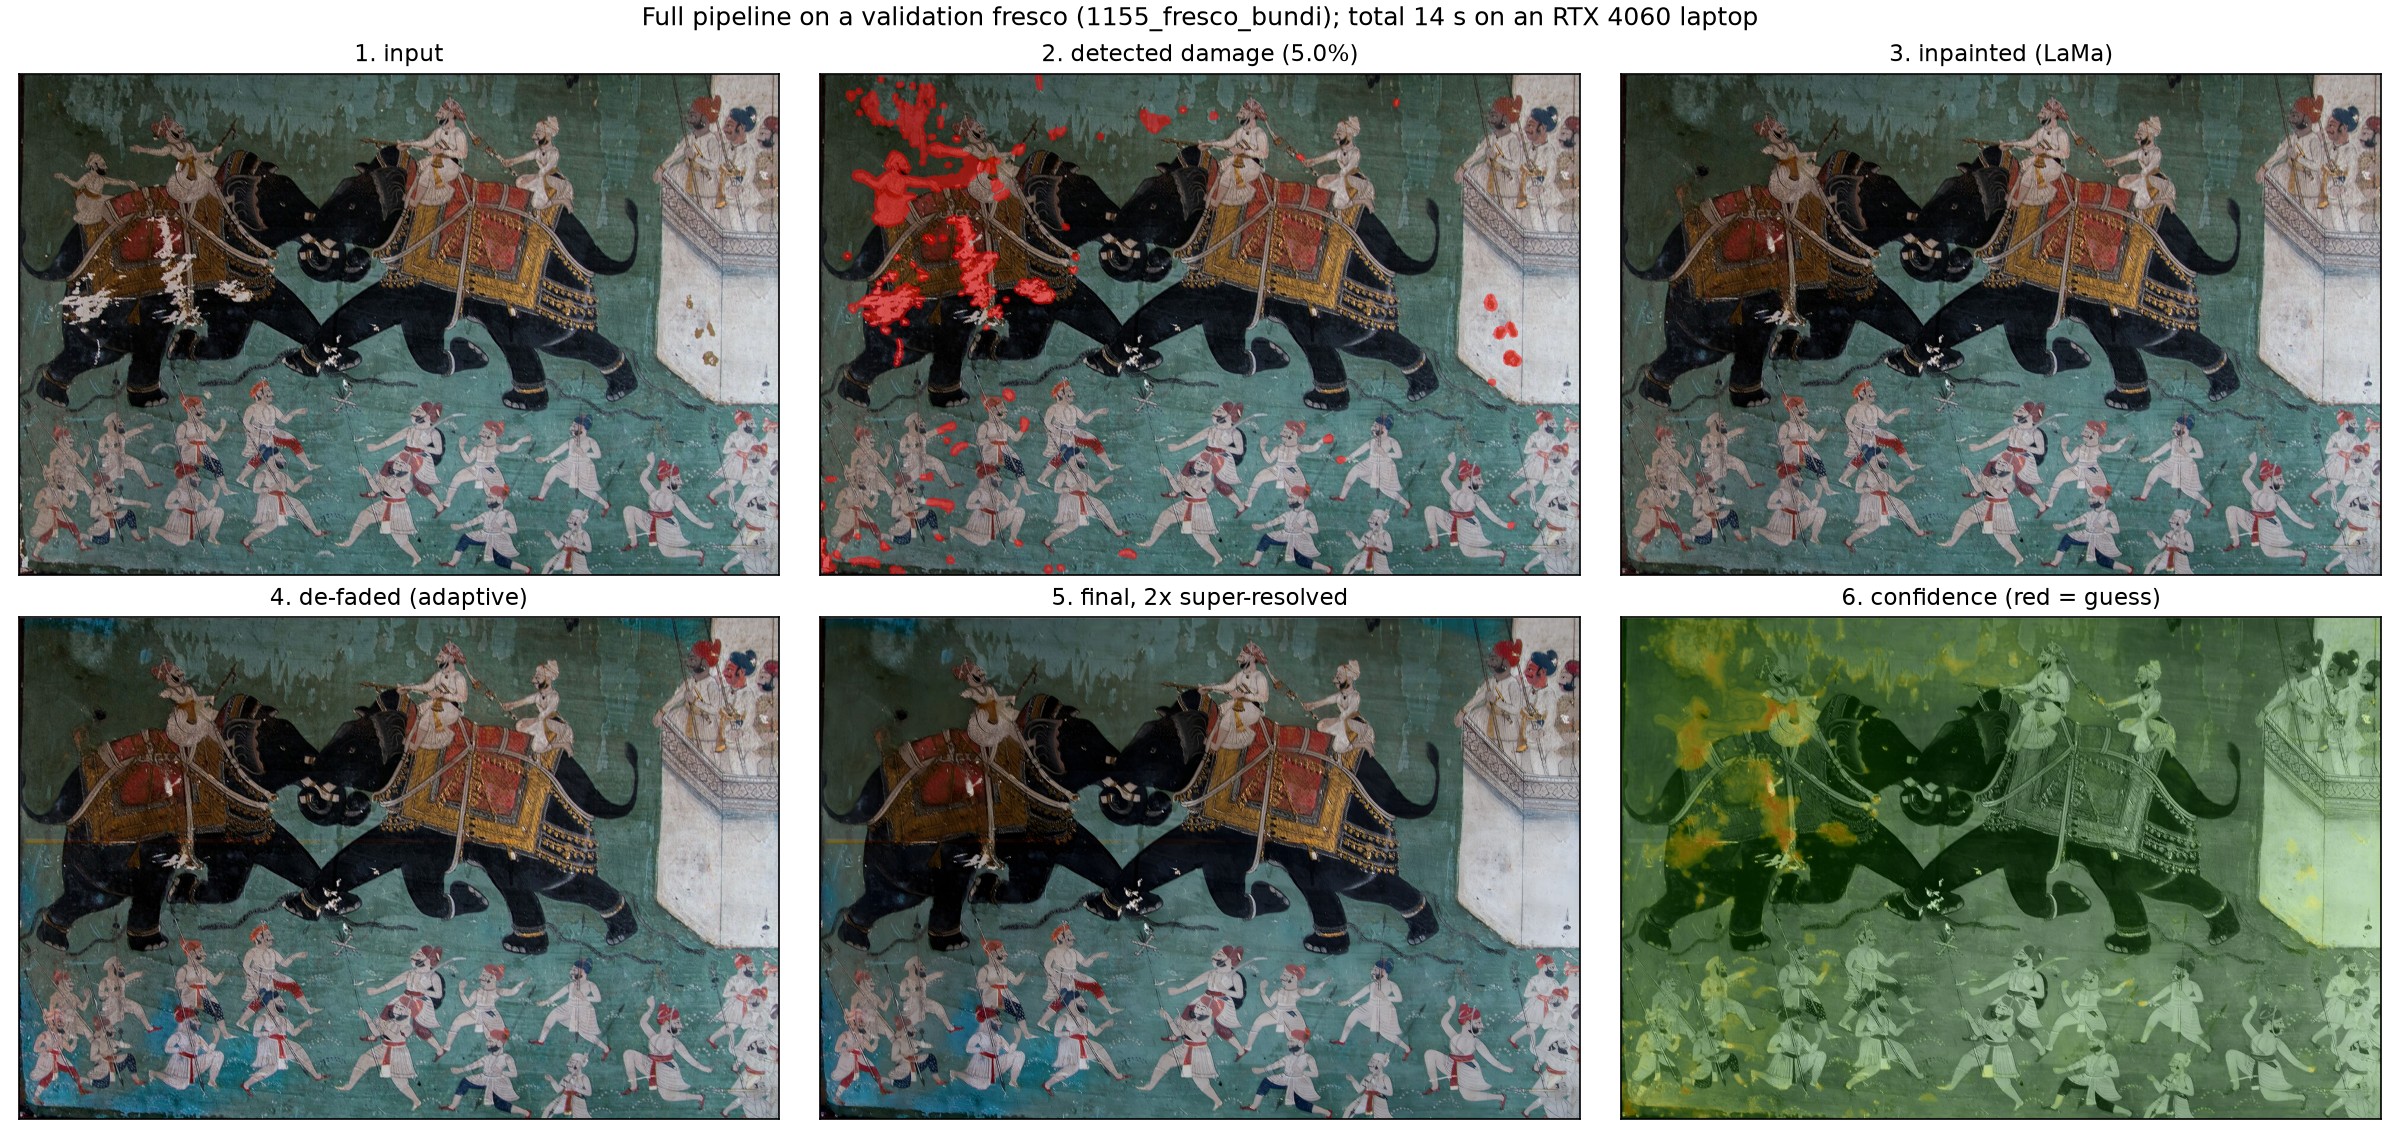 Full pipeline on a validation fresco (1155_fresco_bundi); total 14 s on an RTX 4060 laptop
1. input
2. detected damage (5.0%)
3. inpainted (LaMa)
4. de-faded (adaptive)
5. final, 2x super-resolved
6. confidence (red = guess)